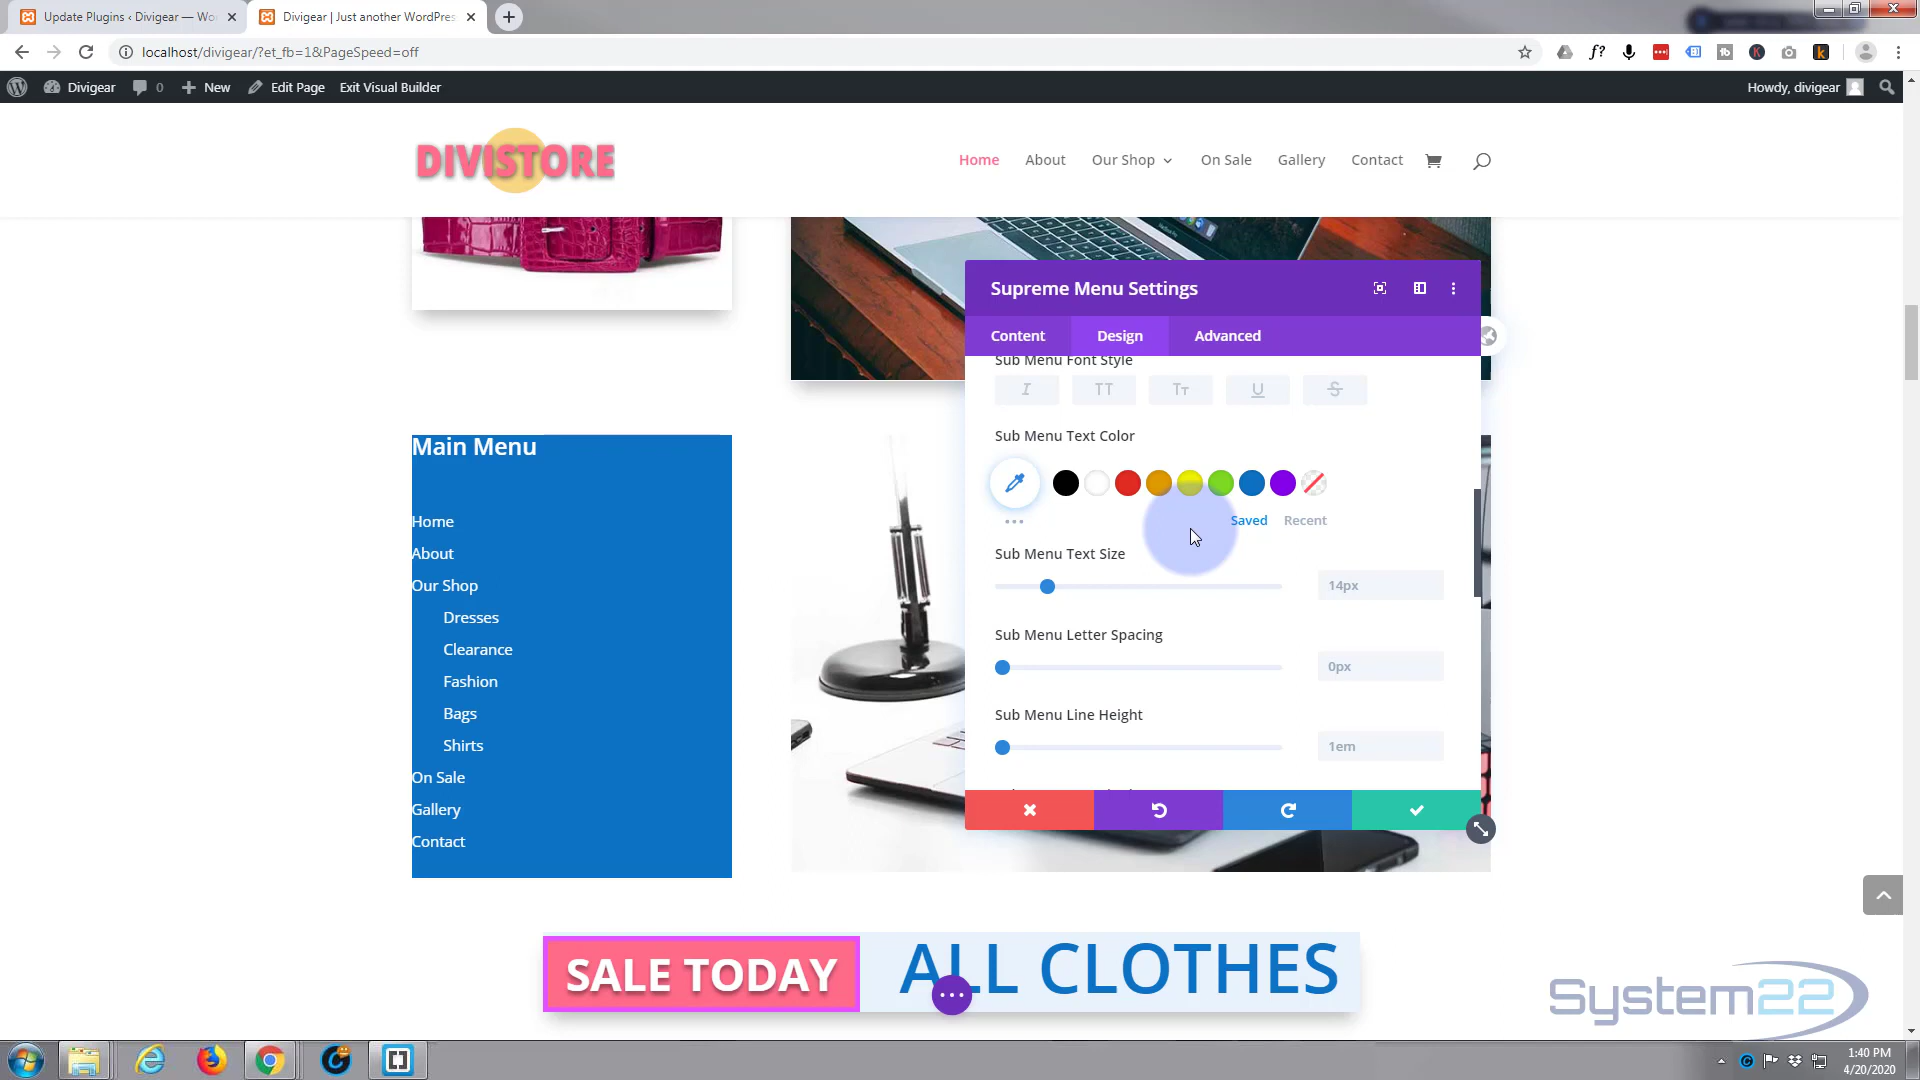 Update Plugins ‹ Divigear — Wo
Divigear | Just another WordPres
localhost/divigear/?et_fb=1&PageSpeed=off
f?
fb
K
k
Divigear
0
New
Edit Page
Exit Visual Builder
Howdy, divigear
DIVISTORE
Home
About
Our Shop
On Sale
Gallery
Contact
Supreme Menu Settings
Content
Design
Advanced
Sub Menu Font Style
I
TT
Tт
U
S
Sub Menu Text Color
Saved
Recent
Sub Menu Text Size
14px
Sub Menu Letter Spacing
0px
Sub Menu Line Height
1em
Main Menu
Home
About
Our Shop
Dresses
Clearance
Fashion
Bags
Shirts
On Sale
Gallery
Contact
SALE TODAY
ALL CLOTHES
System22
1:40 PM
4/20/2020